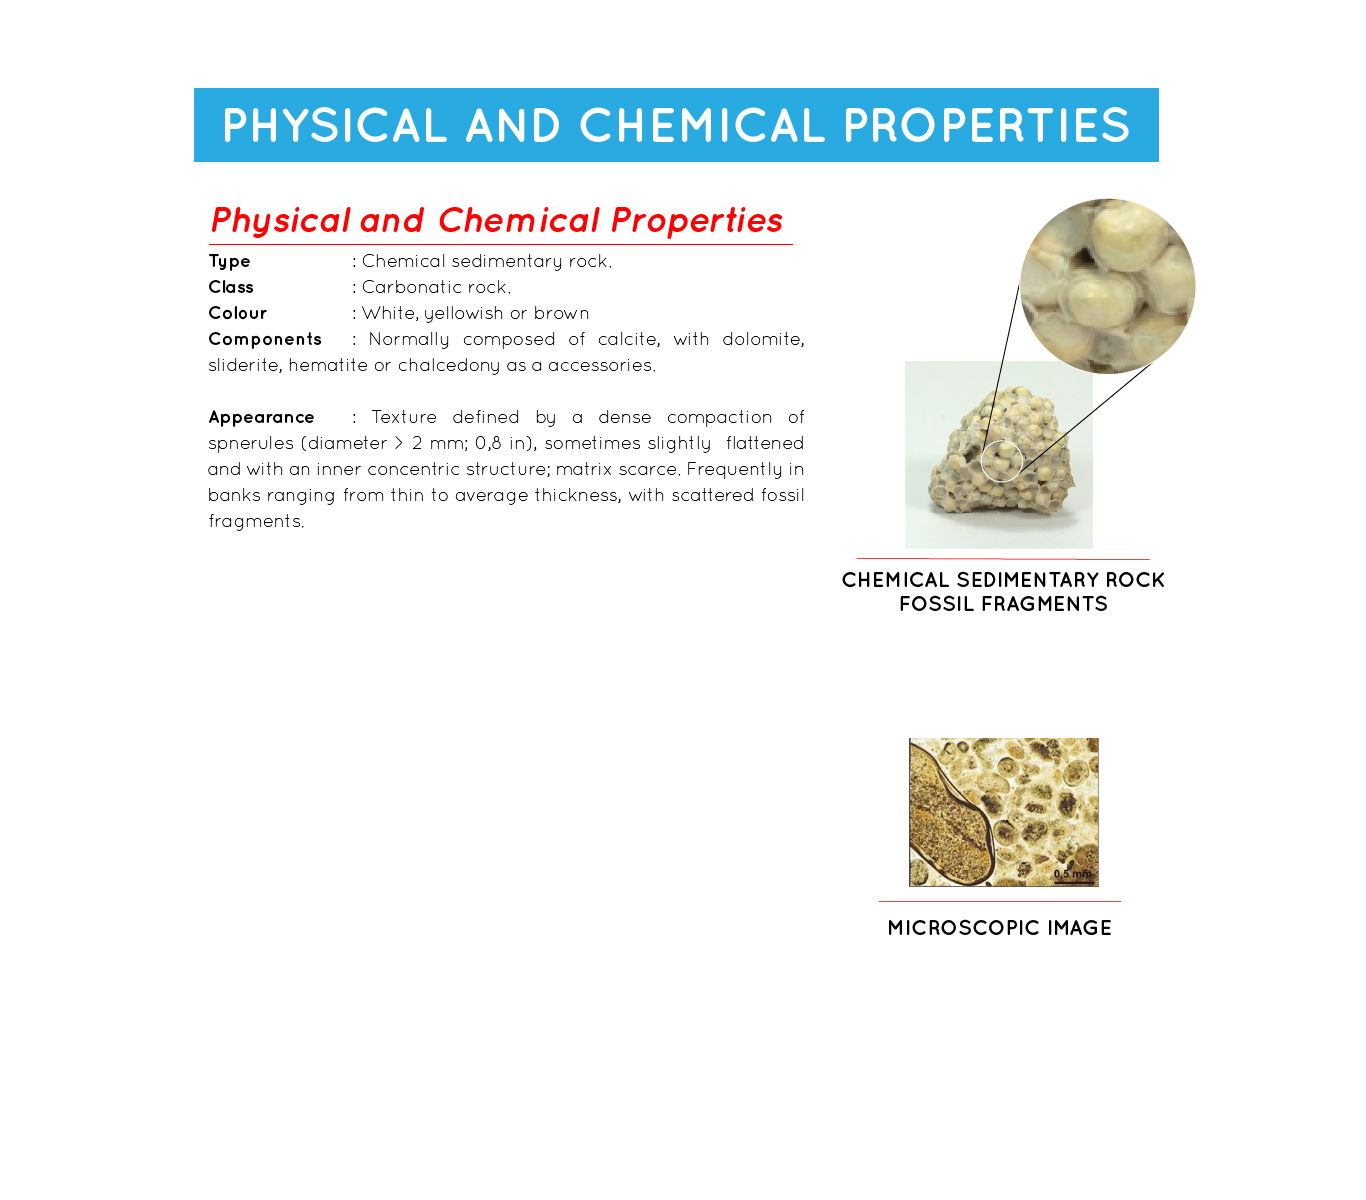 PHYSICAL AND CHEMICAL PROPERTIES
Physical and Chemical Properties
Type : Chemical sedimentary rock.
Class : Carbonatic rock.
Colour : White, yellowish or brown
Components : Normally composed of calcite, with dolomite,
sliderite, hematite or chalcedony as a accessories.
Appearance : Texture defined by a dense compaction of
spnerules (diameter > 2 mm; 0,8 in), sometimes slightly flattened
and with an inner concentric structure; matrix scarce. Frequently in
banks ranging from thin to average thickness, with scattered fossil
fragments.
CHEMICAL SEDIMENTARY ROCK
FOSSIL FRAGMENTS
0.5 mm
MICROSCOPIC IMAGE